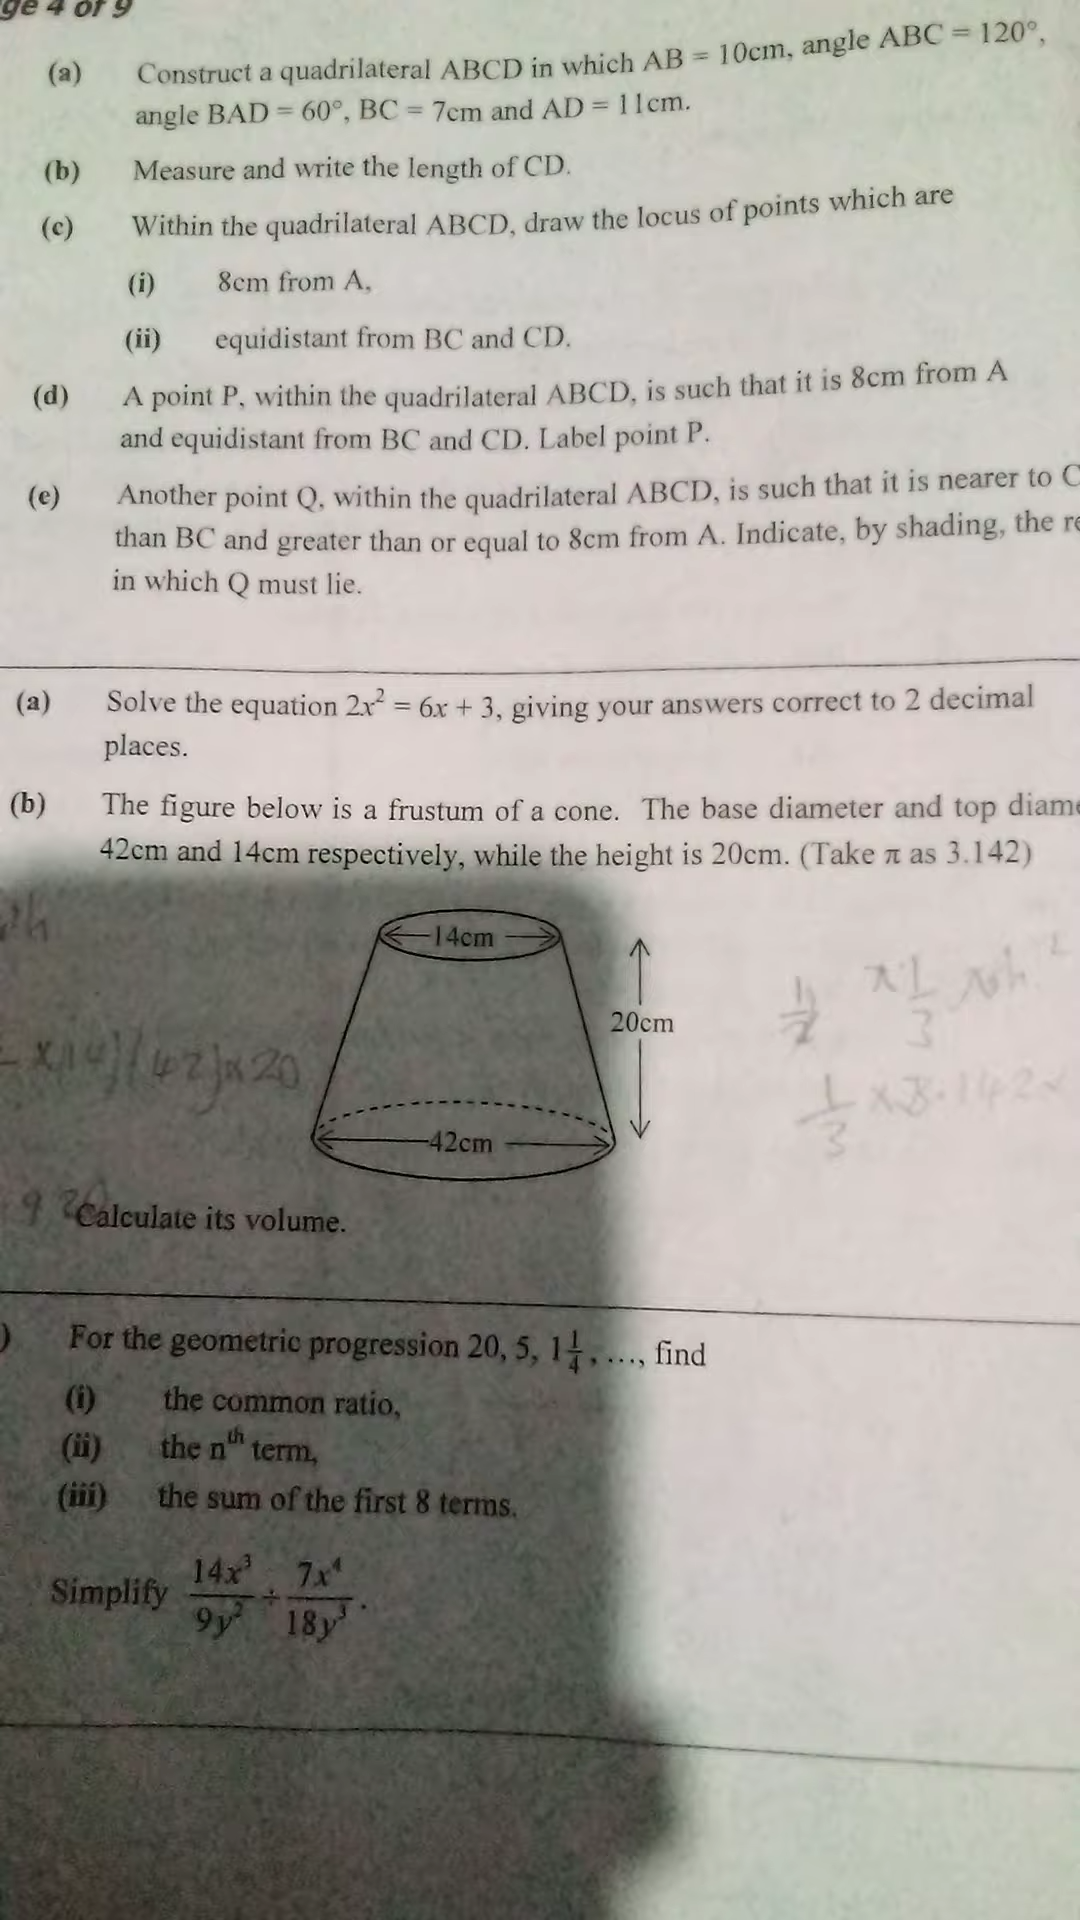 ge 4 of 9
(a) Construct a quadrilateral ABCD in which AB = 10cm, angle ABC = 120°,
angle BAD = 60°, BC = 7cm and AD = 11cm.
(b) Measure and write the length of CD.
(c) Within the quadrilateral ABCD, draw the locus of points which are
(i) 8cm from A,
(ii) equidistant from BC and CD.
(d) A point P, within the quadrilateral ABCD, is such that it is 8cm from A
and equidistant from BC and CD. Label point P.
(e) Another point Q, within the quadrilateral ABCD, is such that it is nearer to C
than BC and greater than or equal to 8cm from A. Indicate, by shading, the re
in which Q must lie.
(a) Solve the equation 2x² = 6x + 3, giving your answers correct to 2 decimal
places.
(b) The figure below is a frustum of a cone. The base diameter and top diame
42cm and 14cm respectively, while the height is 20cm. (Take π as 3.142)
14cm
20cm
x 14)(42)x20
1/3 x 3.142x
42cm
Calculate its volume.
) For the geometric progression 20, 5, 1 1/4, ..., find
(i) the common ratio,
(ii) the nth term,
(iii) the sum of the first 8 terms.
Simplify 14x³/9y² ÷ 7x⁴/18y³.